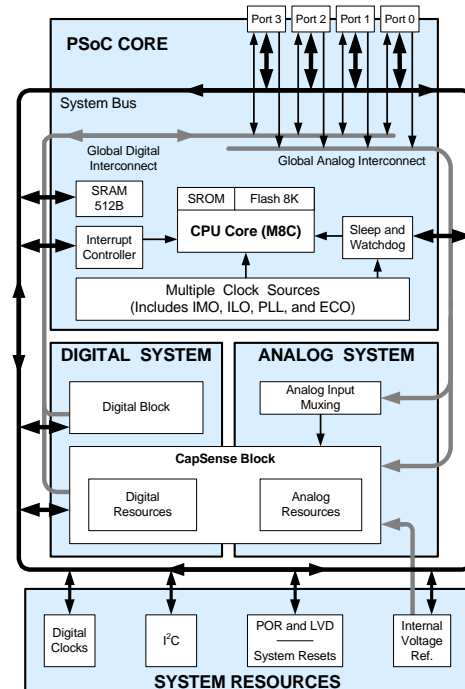 Port 3
Port 2
Port 1
Port 0
PSoC CORE
System Bus
Global Digital
Interconnect
Global Analog Interconnect
SRAM
512B
SROM
Flash 8K
CPU Core (M8C)
Interrupt
Controller
Sleep and
Watchdog
Multiple Clock Sources
(Includes IMO, ILO, PLL, and ECO)
DIGITAL SYSTEM
ANALOG SYSTEM
Digital Block
Analog Input
Muxing
CapSense Block
Digital
Resources
Analog
Resources
Digital
Clocks
I²C
POR and LVD
System Resets
Internal
Voltage
Ref.
SYSTEM RESOURCES